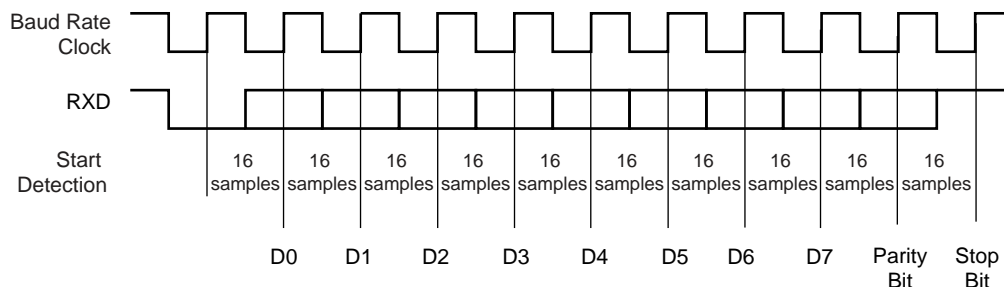 Baud Rate
Clock
RXD
Start
Detection
16
samples
16
samples
16
samples
16
samples
16
samples
16
samples
16
samples
16
samples
16
samples
16
samples
D0
D1
D2
D3
D4
D5
D6
D7
Parity
Bit
Stop
Bit